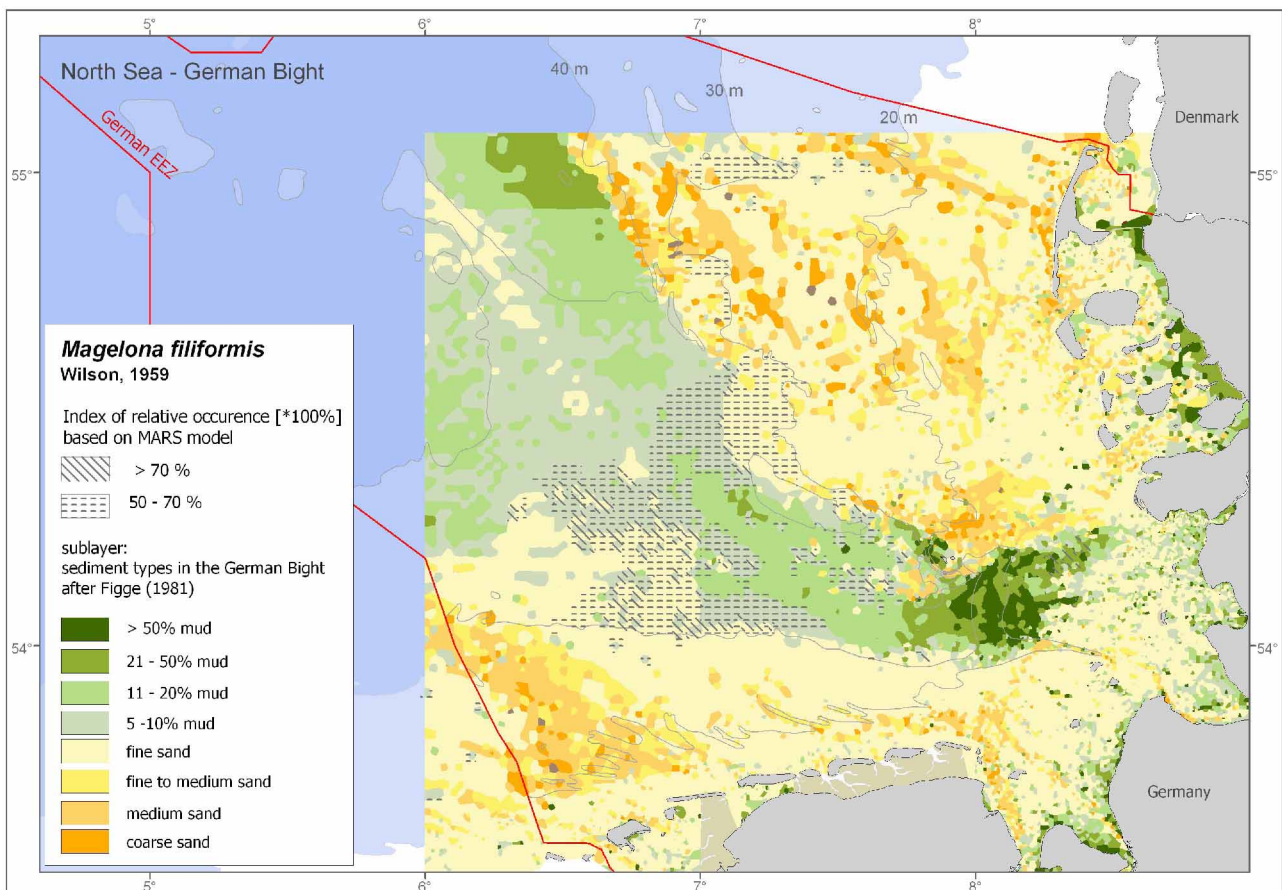 5°
6°
7°
8°
North Sea - German Bight
40 m
30 m
20 m
Denmark
German EEZ
55°
55°
Magelona filiformis
Wilson, 1959
Index of relative occurence [*100%]
based on MARS model
> 70 %
50 - 70 %
sublayer:
sediment types in the German Bight
after Figge (1981)
> 50% mud
21 - 50% mud
11 - 20% mud
5 -10% mud
fine sand
fine to medium sand
medium sand
coarse sand
54°
54°
Germany
5°
6°
7°
8°